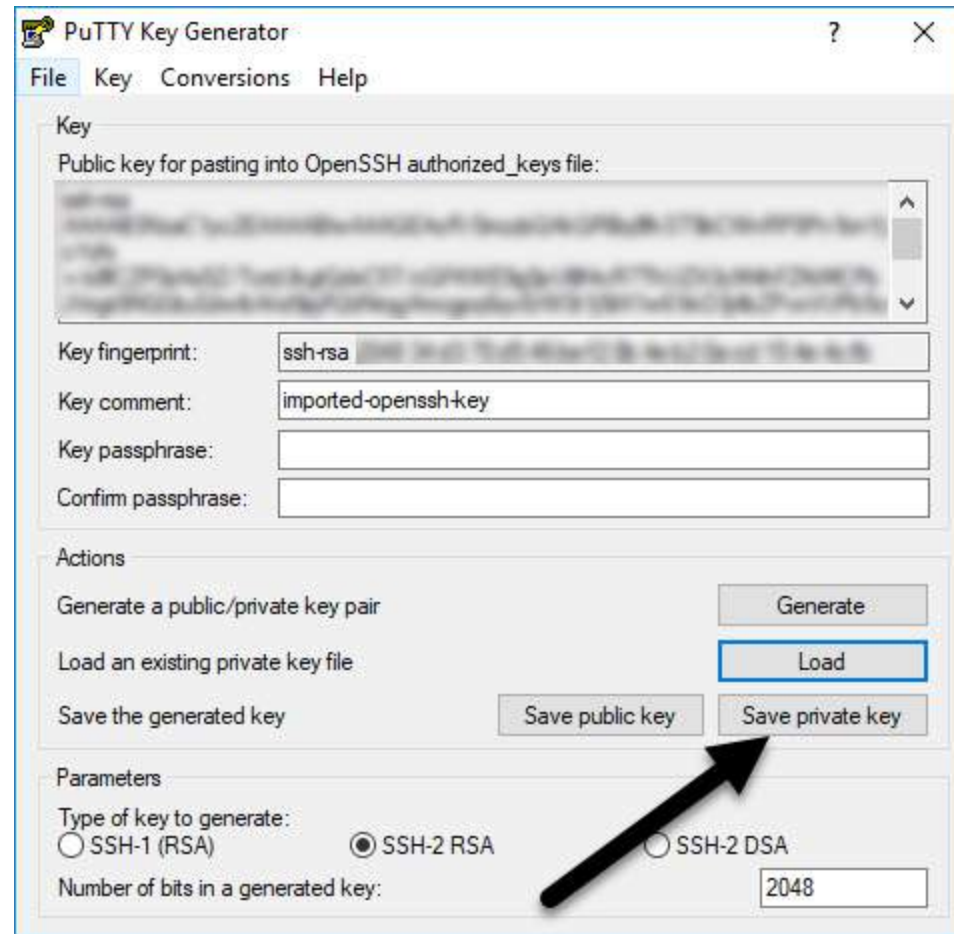 PuTTY Key Generator
?
File Key Conversions Help
Key
Public key for pasting into OpenSSH authorized_keys file:
Key fingerprint: ssh-rsa
Key comment: imported-openssh-key
Key passphrase:
Confirm passphrase:
Actions
Generate a public/private key pair Generate
Load an existing private key file Load
Save the generated key Save public key Save private key
Parameters
Type of key to generate:
SSH-1 (RSA) SSH-2 RSA SSH-2 DSA
Number of bits in a generated key: 2048